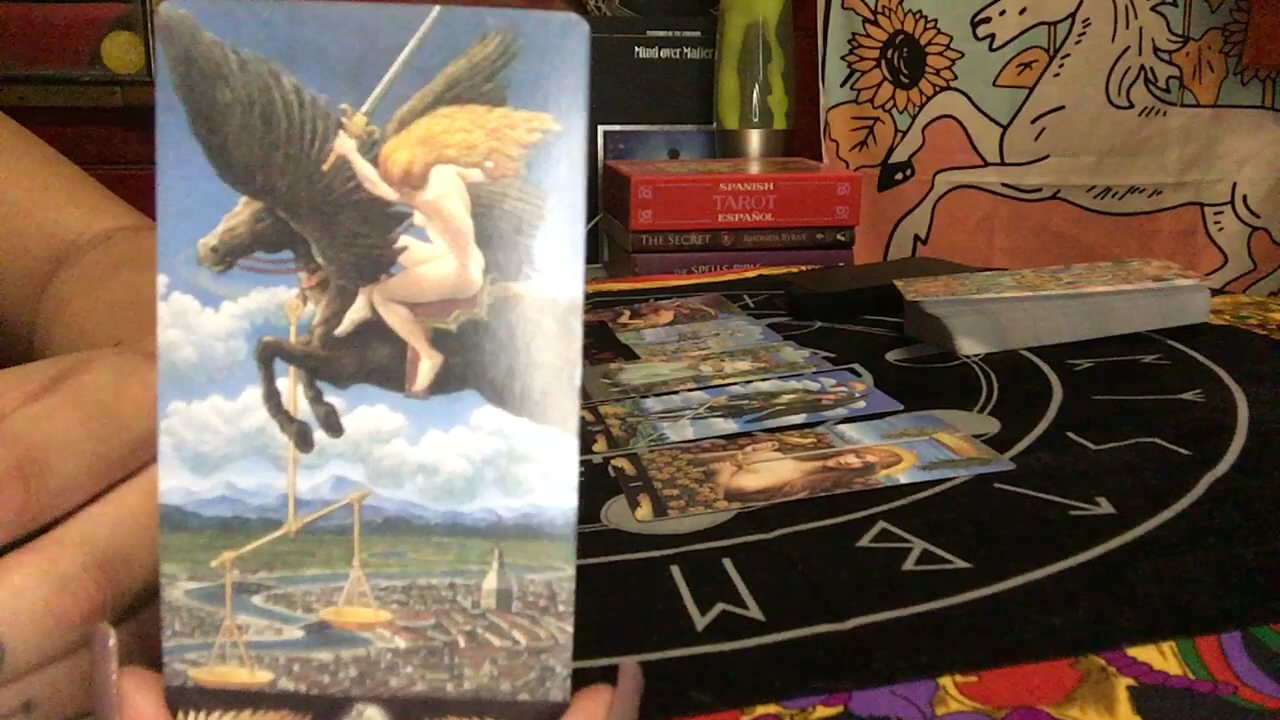 Mind over Matter
SPANISH
TAROT
ESPAÑOL
THE SECRET RHONDA BYRNE
THE SPELLS BIBLE